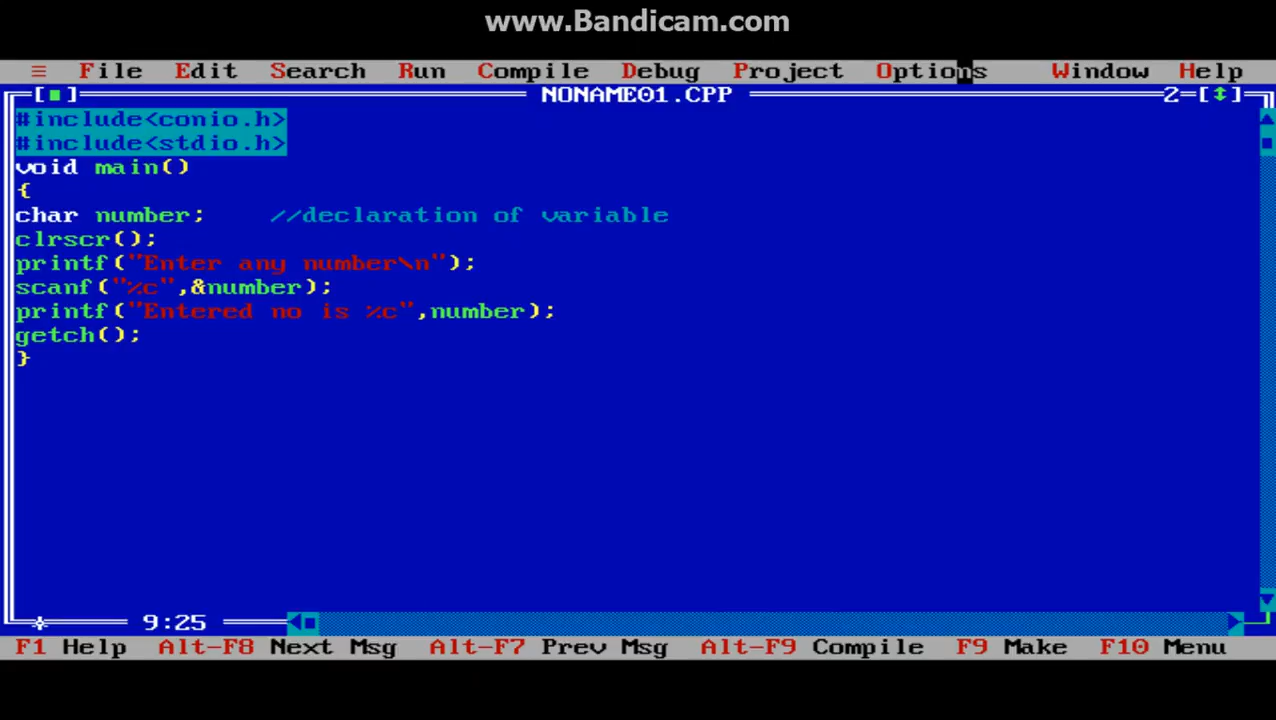 www.Bandicam.com
≡ File Edit Search Run Compile Debug Project Options Window Help
[■] NONAME01.CPP 2=[↕]
#include<conio.h>
#include<stdio.h>
void main()
{
char number;    //declaration of variable
clrscr();
printf("Enter any number\n");
scanf("%c",&number);
printf("Entered no is %c",number);
getch();
}
9:25
F1 Help Alt-F8 Next Msg Alt-F7 Prev Msg Alt-F9 Compile F9 Make F10 Menu